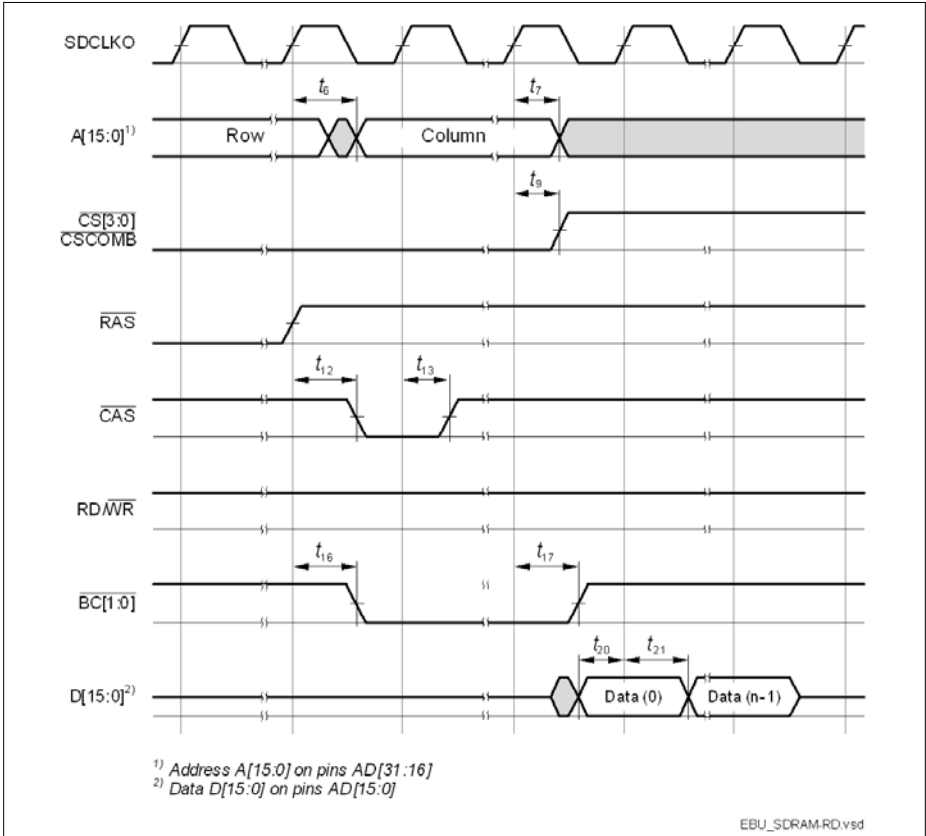 SDCLKO
t6
t7
A[15:0]1)
Row
Column
t9
CS[3:0]
CSCOMB
RAS
t12
t13
CAS
RD/WR
t16
t17
BC[1:0]
t20
t21
D[15:0]2)
Data (0)
Data (n-1)
1) Address A[15:0] on pins AD[31:16]
2) Data D[15:0] on pins AD[15:0]
EBU_SDRAM-RD.vsd